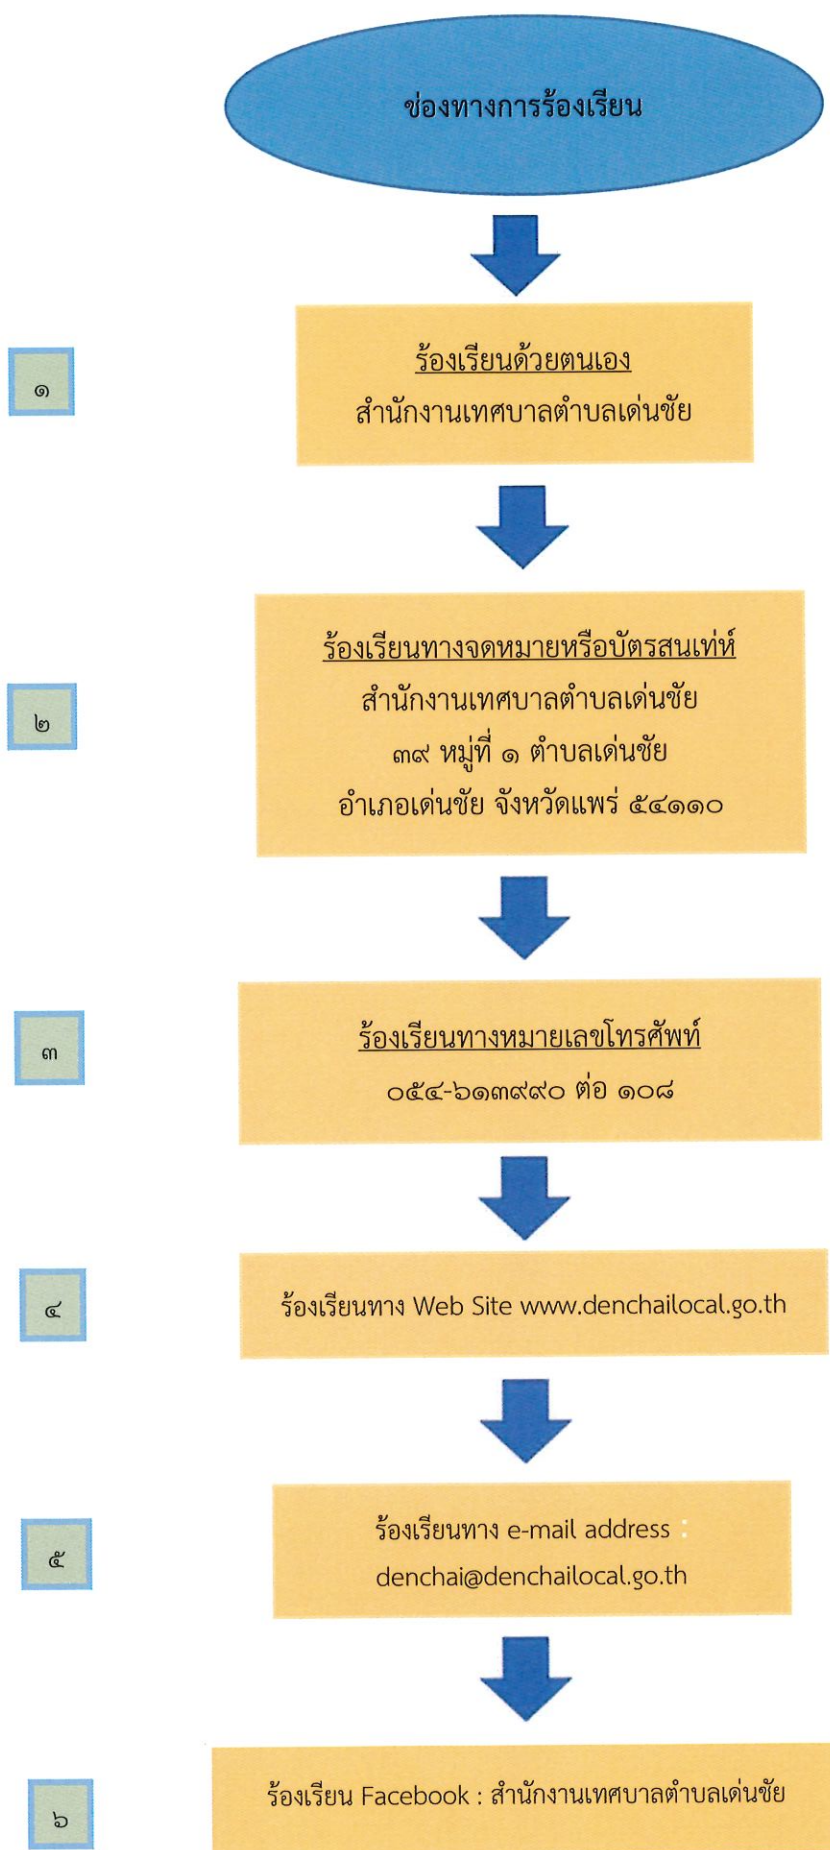 ช่องทางการร้องเรียน
๑
ร้องเรียนด้วยตนเอง
สำนักงานเทศบาลตำบลเด่นชัย
๒
ร้องเรียนทางจดหมายหรือบัตรสนเท่ห์
สำนักงานเทศบาลตำบลเด่นชัย
๓๙ หมู่ที่ ๑ ตำบลเด่นชัย
อำเภอเด่นชัย จังหวัดแพร่ ๕๔๑๑๐
๓
ร้องเรียนทางหมายเลขโทรศัพท์
๐๕๔-๖๑๓๙๙๐ ต่อ ๑๐๘
๔
ร้องเรียนทาง Web Site www.denchailocal.go.th
๕
ร้องเรียนทาง e-mail address :
denchai@denchailocal.go.th
๖
ร้องเรียน Facebook : สำนักงานเทศบาลตำบลเด่นชัย